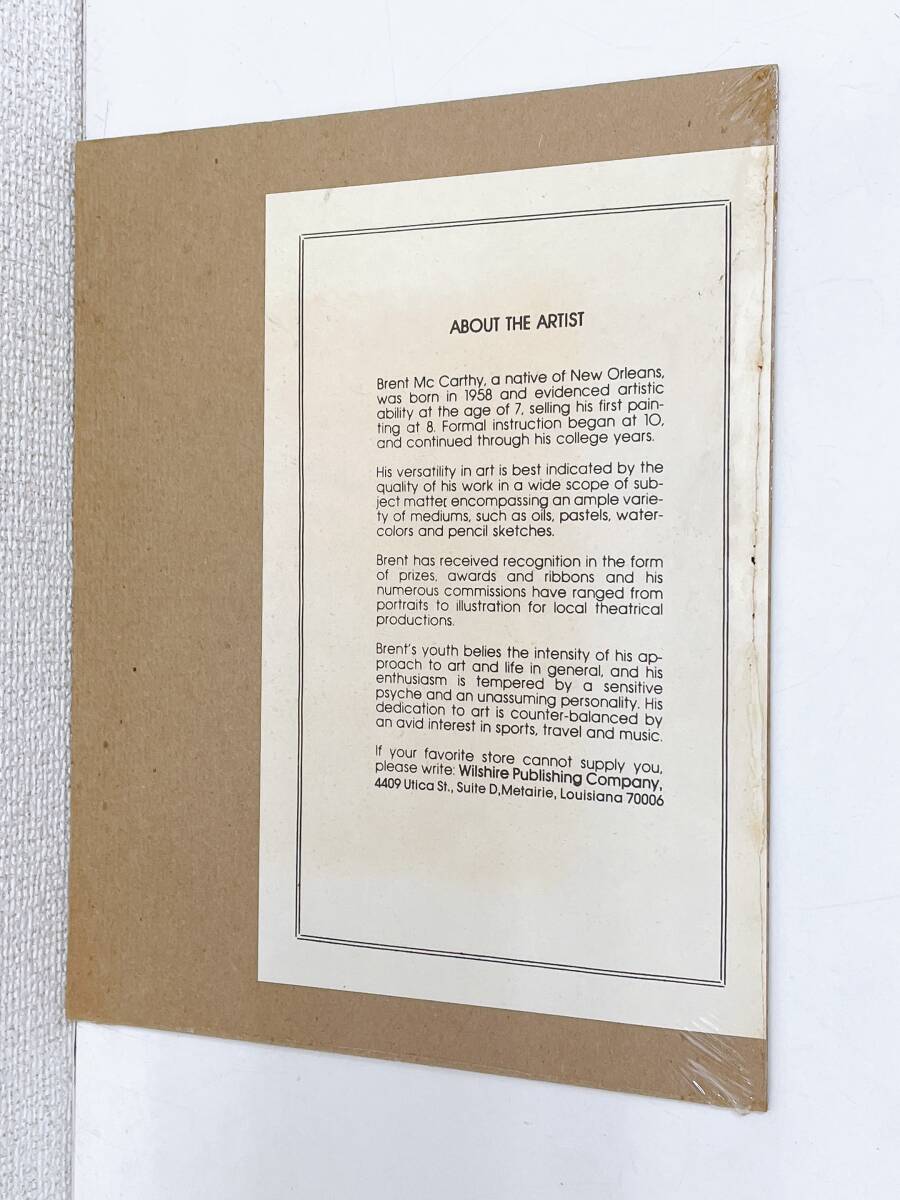 ABOUT THE ARTIST
Brent Mc Carthy, a native of New Orleans,
was born in 1958 and evidenced artistic
ability at the age of 7, selling his first pain-
ting at 8. Formal instruction began at 10,
and continued through his college years.
His versatility in art is best indicated by the
quality of his work in a wide scope of sub-
ject matter, encompassing an ample varie-
ty of mediums, such as oils, pastels, water-
colors and pencil sketches.
Brent has received recognition in the form
of prizes, awards and ribbons and his
numerous commissions have ranged from
portraits to illustration for local theatrical
productions.
Brent's youth belies the intensity of his ap-
proach to art and life in general, and his
enthusiasm is tempered by a sensitive
psyche and an unassuming personality. His
dedication to art is counter-balanced by
an avid interest in sports, travel and music.
If your favorite store cannot supply you,
please write: Wilshire Publishing Company,
4409 Utica St., Suite D, Metairie, Louisiana 70006